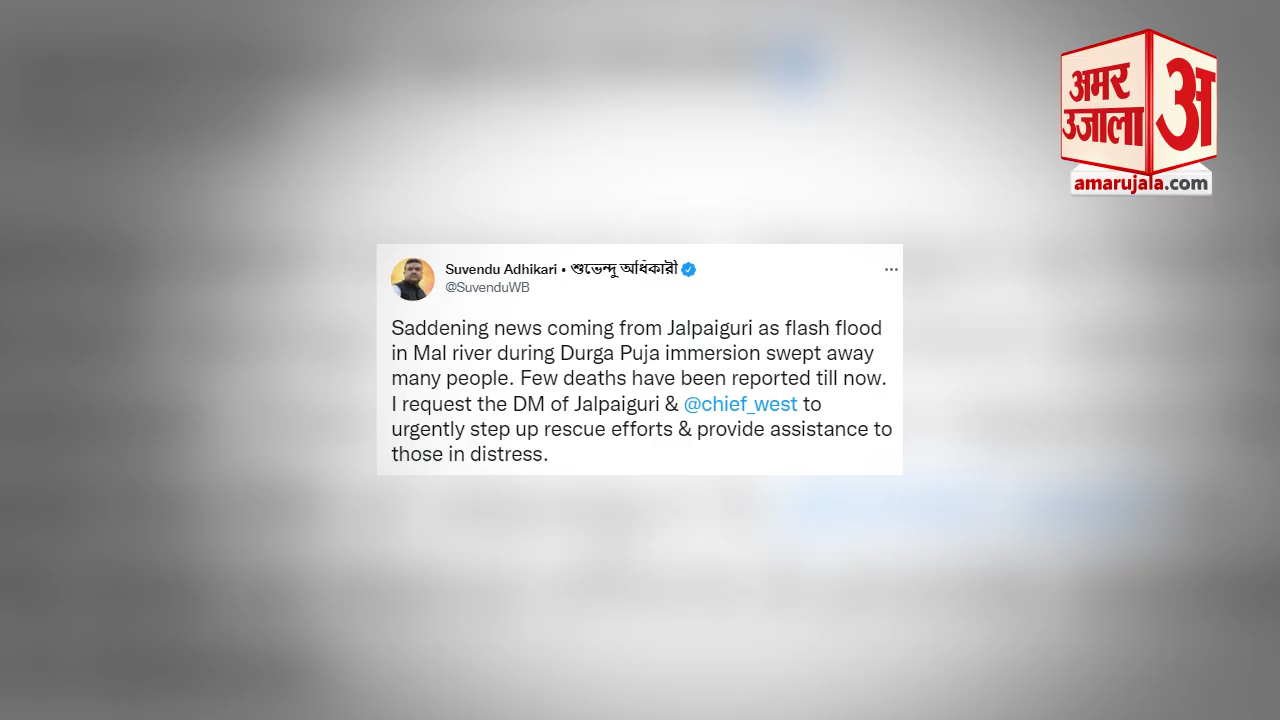 अमर
उजाला
अ
amarujala.com
Suvendu Adhikari • শুভেন্দু অধিকারী
@SuvenduWB
Saddening news coming from Jalpaiguri as flash flood
in Mal river during Durga Puja immersion swept away
many people. Few deaths have been reported till now.
I request the DM of Jalpaiguri & @chief_west to
urgently step up rescue efforts & provide assistance to
those in distress.